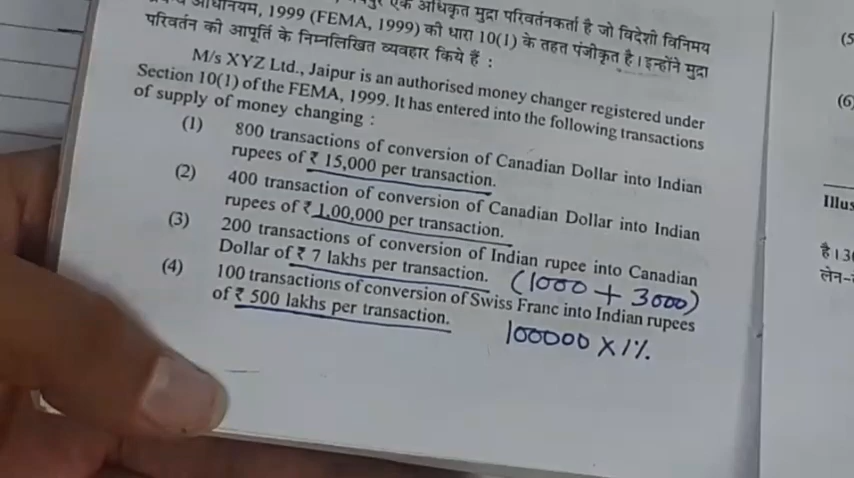 एक अधिकृत मुद्रा परिवर्तनकर्ता है जो विदेशी विनिमय
अधिनियम, 1999 (FEMA, 1999) की धारा 10(1) के तहत पंजीकृत है। इन्होंने मुद्रा
परिवर्तन की आपूर्ति के निम्नलिखित व्यवहार किये हैं :
M/s XYZ Ltd., Jaipur is an authorised money changer registered under
Section 10(1) of the FEMA, 1999. It has entered into the following transactions
of supply of money changing :
(1) 800 transactions of conversion of Canadian Dollar into Indian
rupees of ₹ 15,000 per transaction.
(2) 400 transaction of conversion of Canadian Dollar into Indian
rupees of ₹ 1,00,000 per transaction.
(3) 200 transactions of conversion of Indian rupee into Canadian
Dollar of ₹ 7 lakhs per transaction.
(1000 + 3000)
(4) 100 transactions of conversion of Swiss Franc into Indian rupees
of ₹ 500 lakhs per transaction.
100000 × 1%
(5
(6)
Illus
है। 
लेन-